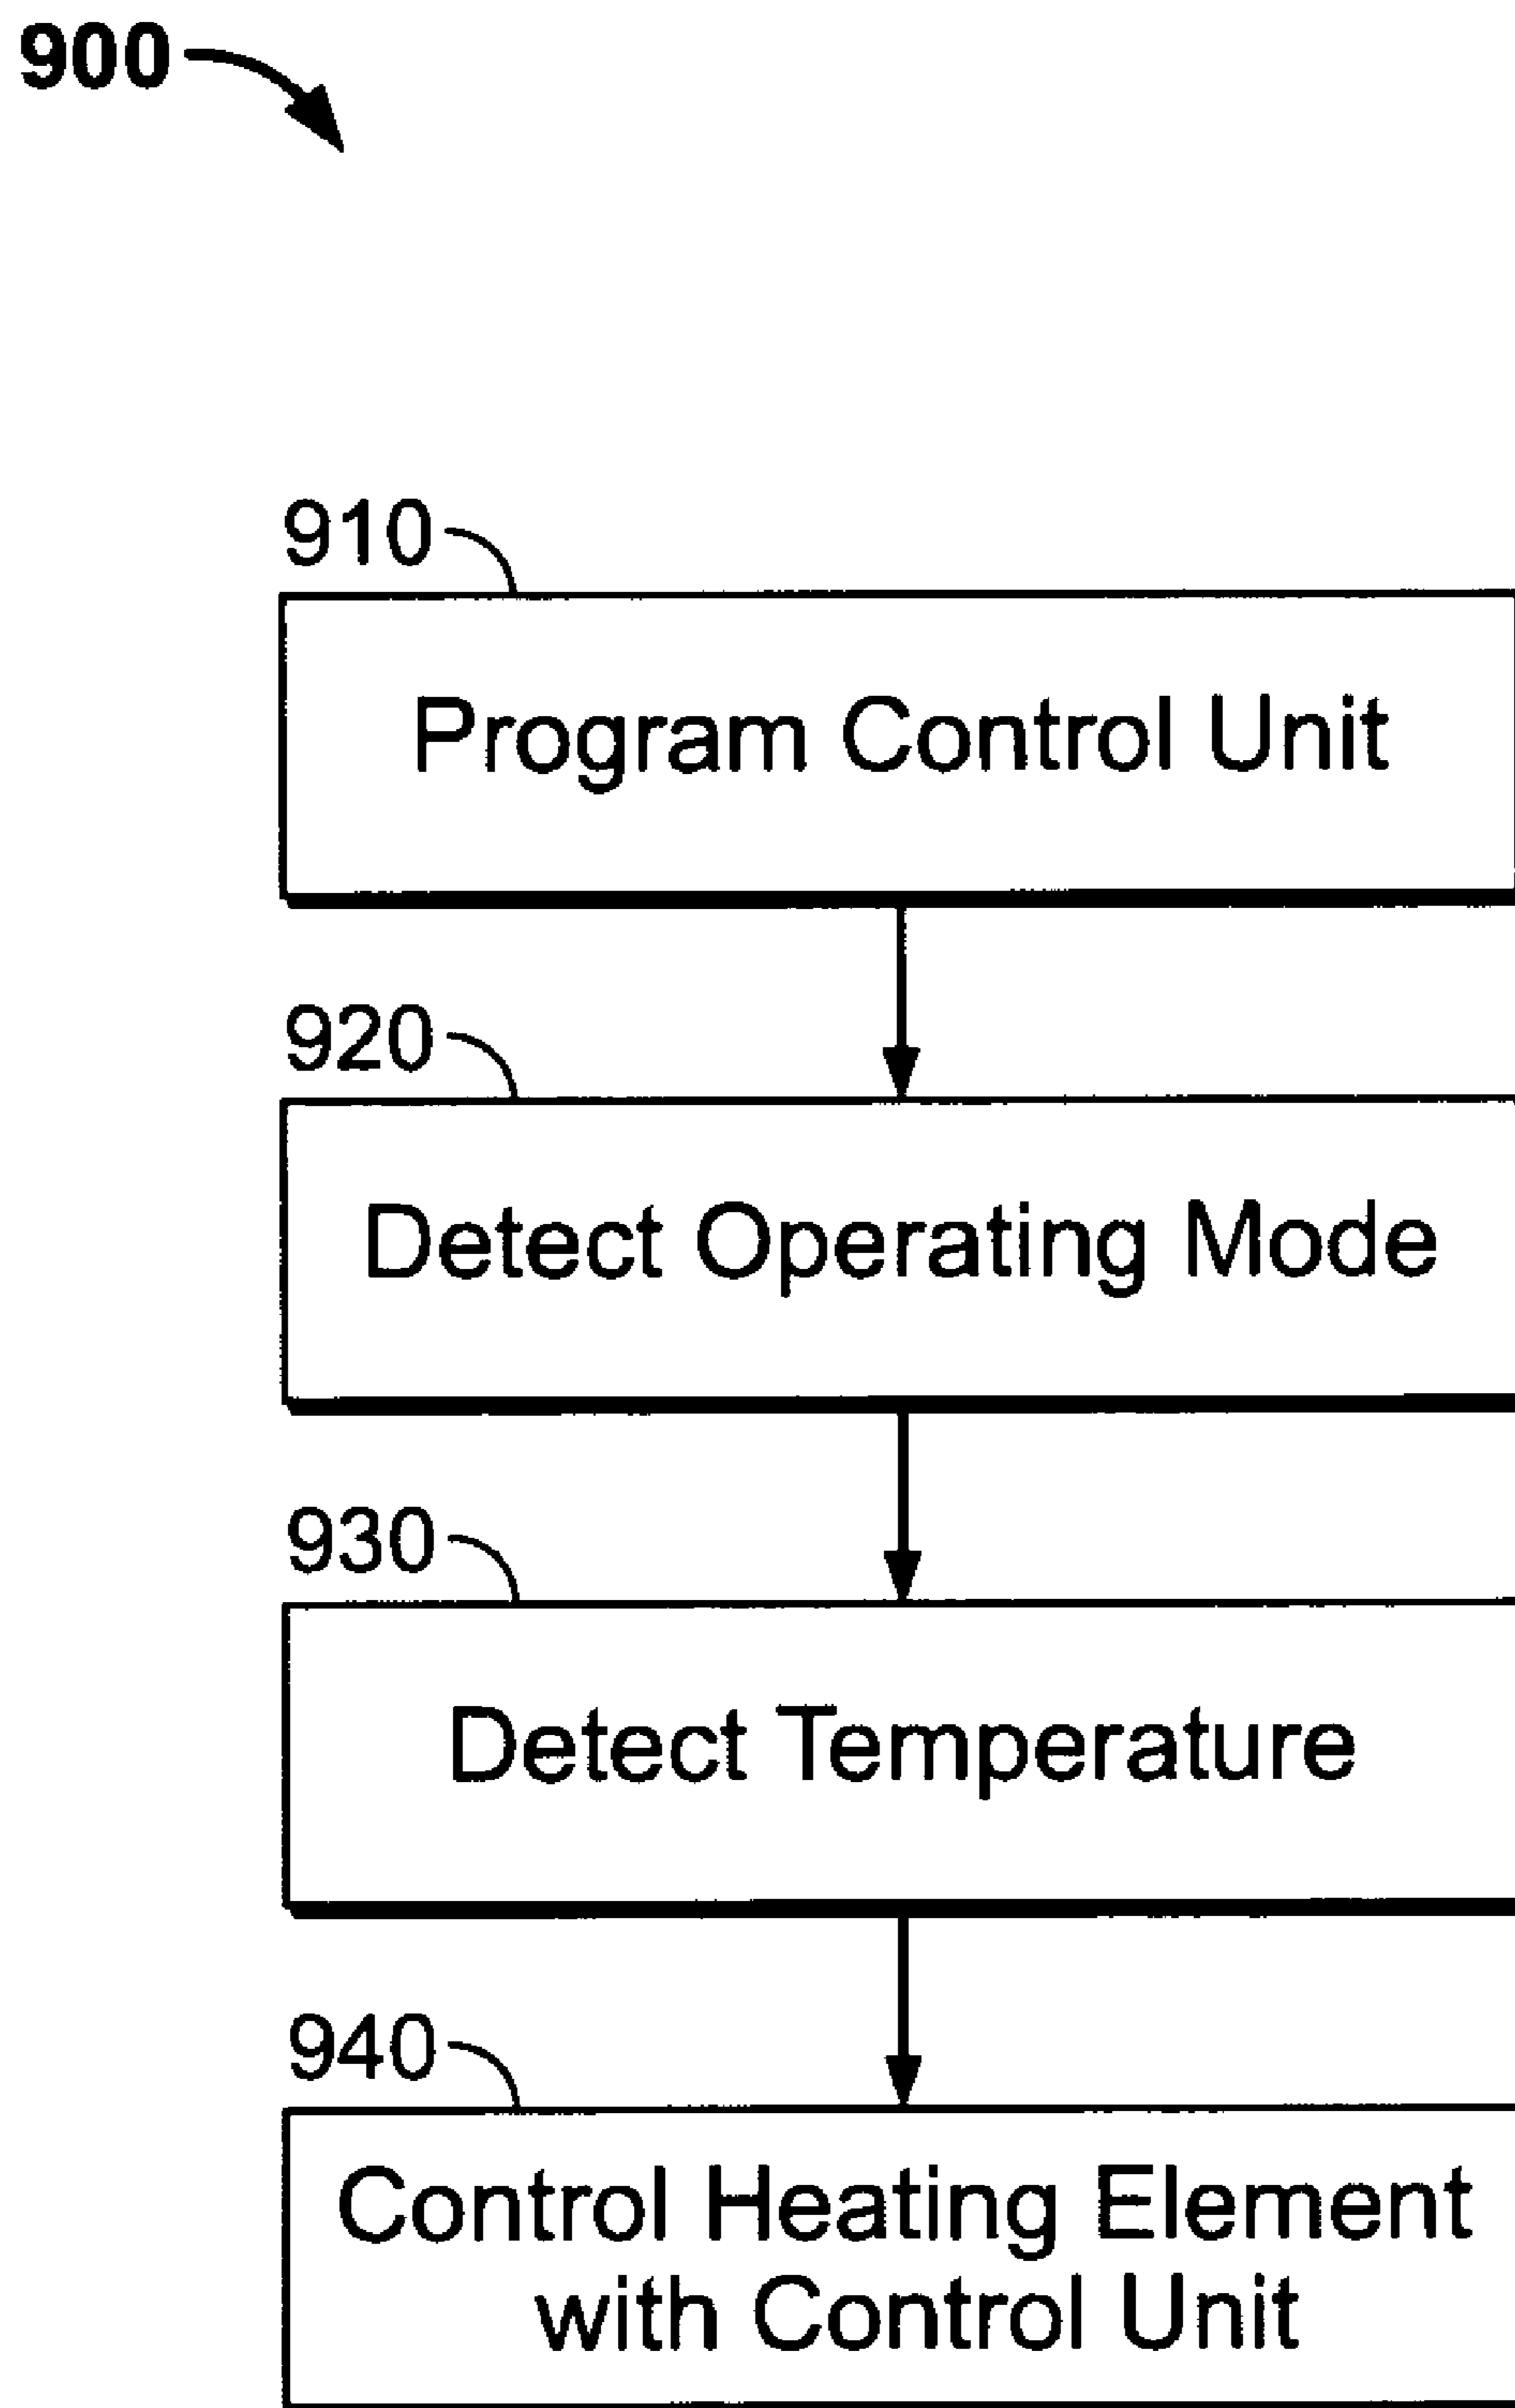 900
910
Program Control Unit
920
Detect Operating Mode
930
Detect Temperature
940
Control Heating Element
with Control Unit